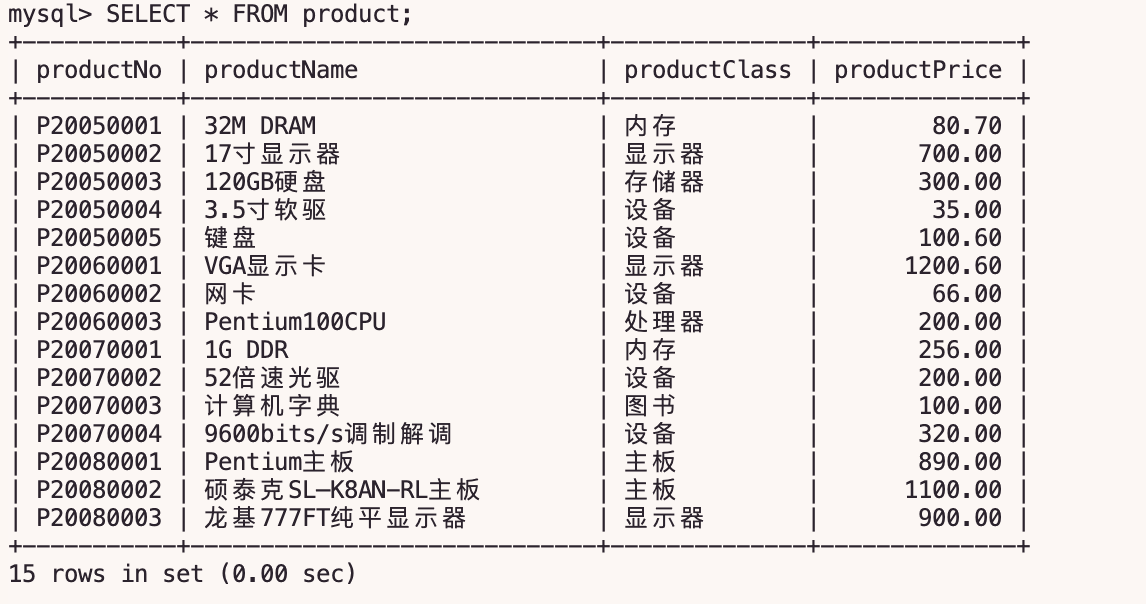 mysql> SELECT * FROM product;
+-----------+-----------------------------+--------------+--------------+
| productNo | productName                 | productClass | productPrice |
+-----------+-----------------------------+--------------+--------------+
| P20050001 | 32M DRAM                    | 内存         |        80.70 |
| P20050002 | 17寸显示器                  | 显示器       |       700.00 |
| P20050003 | 120GB硬盘                   | 存储器       |       300.00 |
| P20050004 | 3.5寸软驱                   | 设备         |        35.00 |
| P20050005 | 键盘                        | 设备         |       100.60 |
| P20060001 | VGA显示卡                   | 显示器       |      1200.60 |
| P20060002 | 网卡                        | 设备         |        66.00 |
| P20060003 | Pentium100CPU               | 处理器       |       200.00 |
| P20070001 | 1G DDR                      | 内存         |       256.00 |
| P20070002 | 52倍速光驱                  | 设备         |       200.00 |
| P20070003 | 计算机字典                  | 图书         |       100.00 |
| P20070004 | 9600bits/s调制解调          | 设备         |       320.00 |
| P20080001 | Pentium主板                 | 主板         |       890.00 |
| P20080002 | 硕泰克SL-K8AN-RL主板        | 主板         |      1100.00 |
| P20080003 | 龙基777FT纯平显示器         | 显示器       |       900.00 |
+-----------+-----------------------------+--------------+--------------+
15 rows in set (0.00 sec)